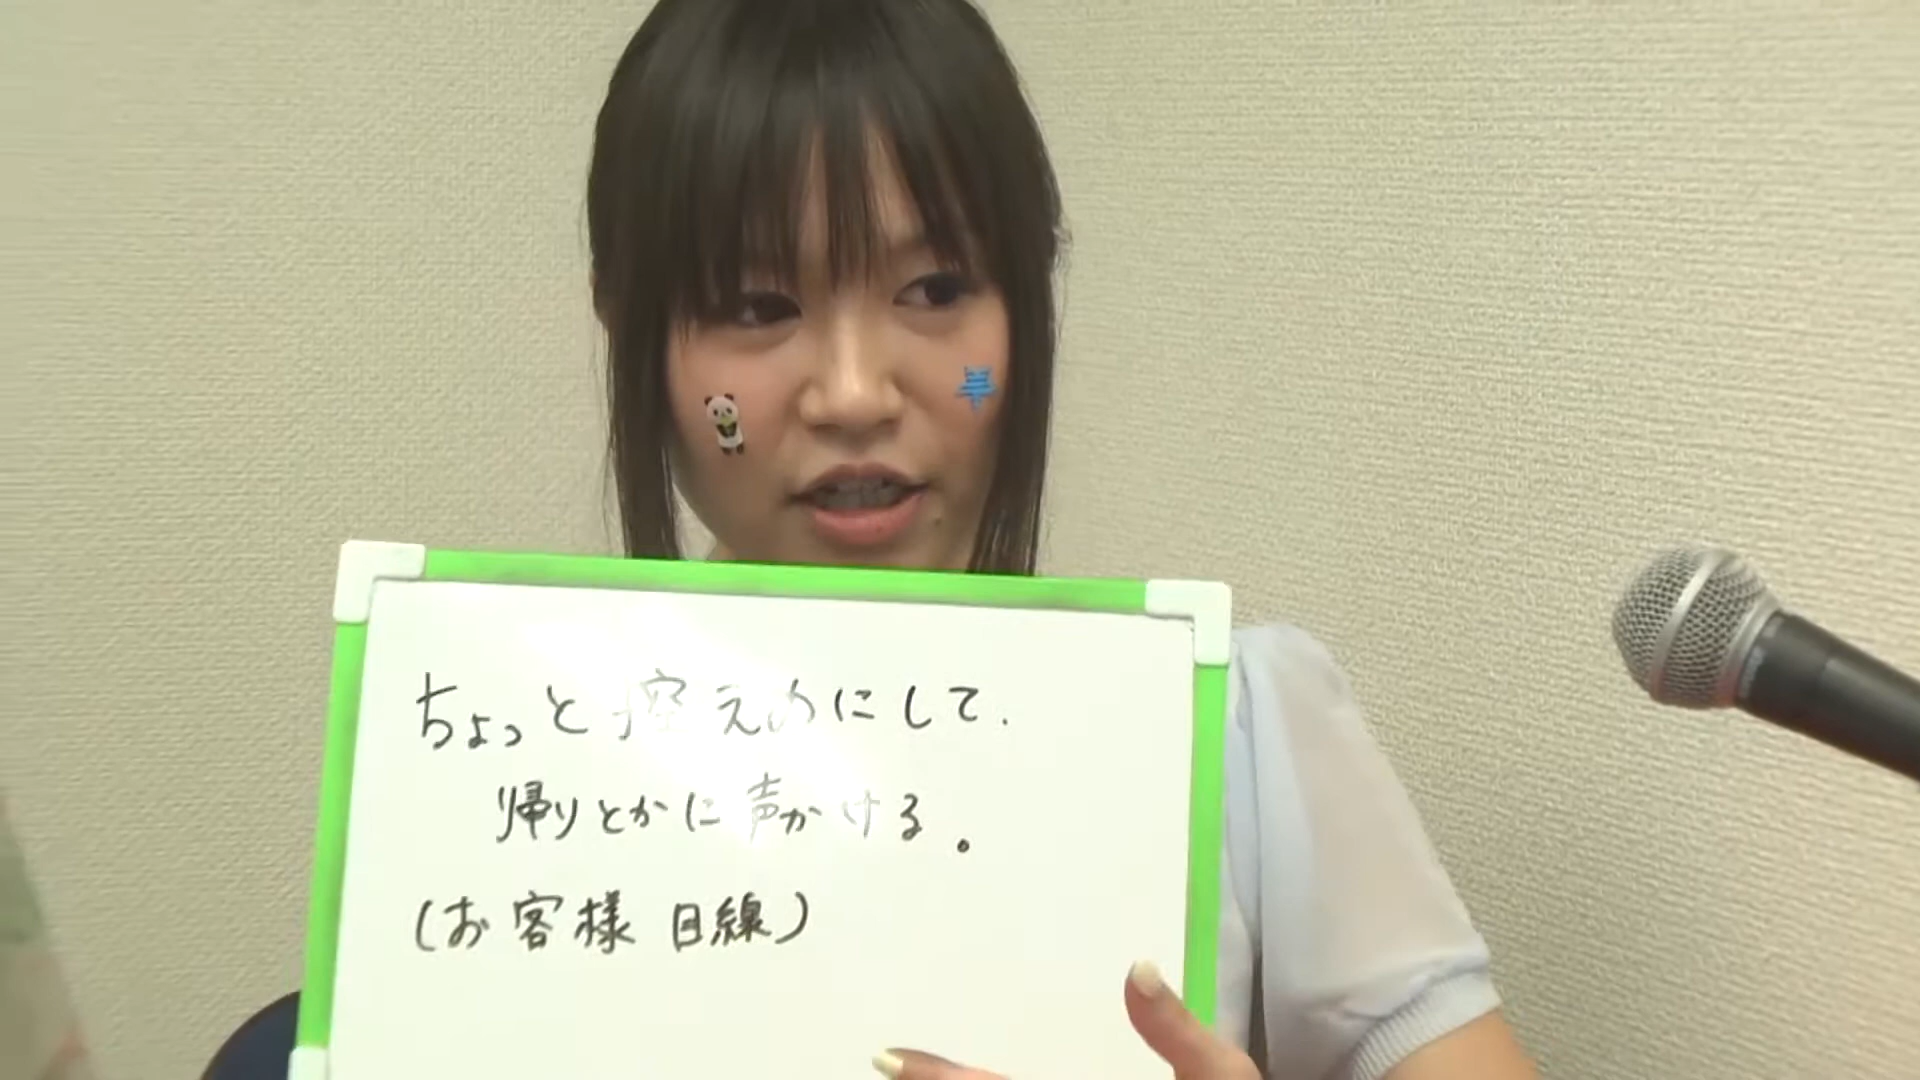 ちょっと控えめにして.
帰りとかに声かける。
(お客様目線)